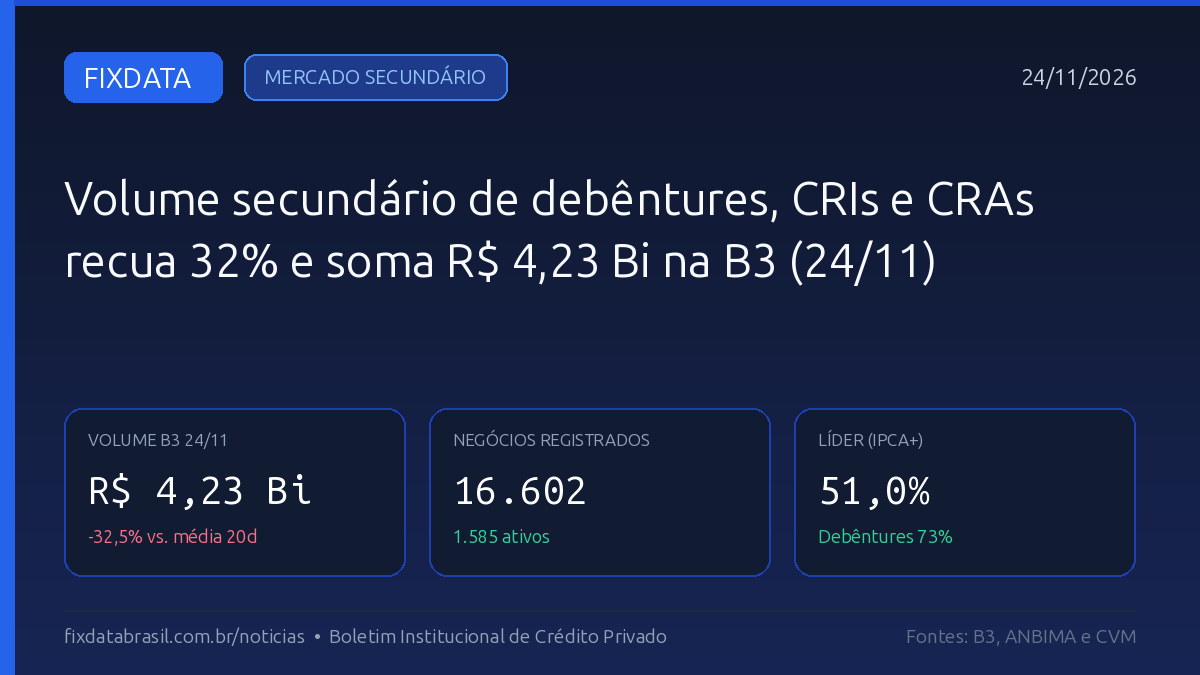 FIXDATA
MERCADO SECUNDÁRIO
24/11/2026
Volume secundário de debêntures, CRIs e CRAs
recua 32% e soma R$ 4,23 Bi na B3 (24/11)
VOLUME B3 24/11
R$ 4,23 Bi
-32,5% vs. média 20d
NEGÓCIOS REGISTRADOS
16.602
1.585 ativos
LÍDER (IPCA+)
51,0%
Debêntures 73%
fixdatabrasil.com.br/noticias • Boletim Institucional de Crédito Privado
Fontes: B3, ANBIMA e CVM